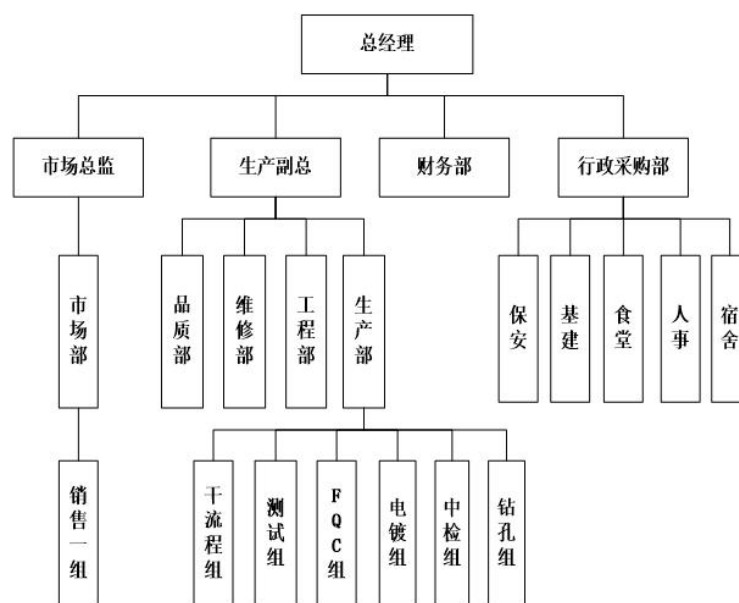 总经理
市场总监
生产副总
财务部
行政采购部
市场部
品质部
维修部
工程部
生产部
保安
基建
食堂
人事
宿舍
销售一组
干流程组
测试组
FQC组
电镀组
中检组
钻孔组